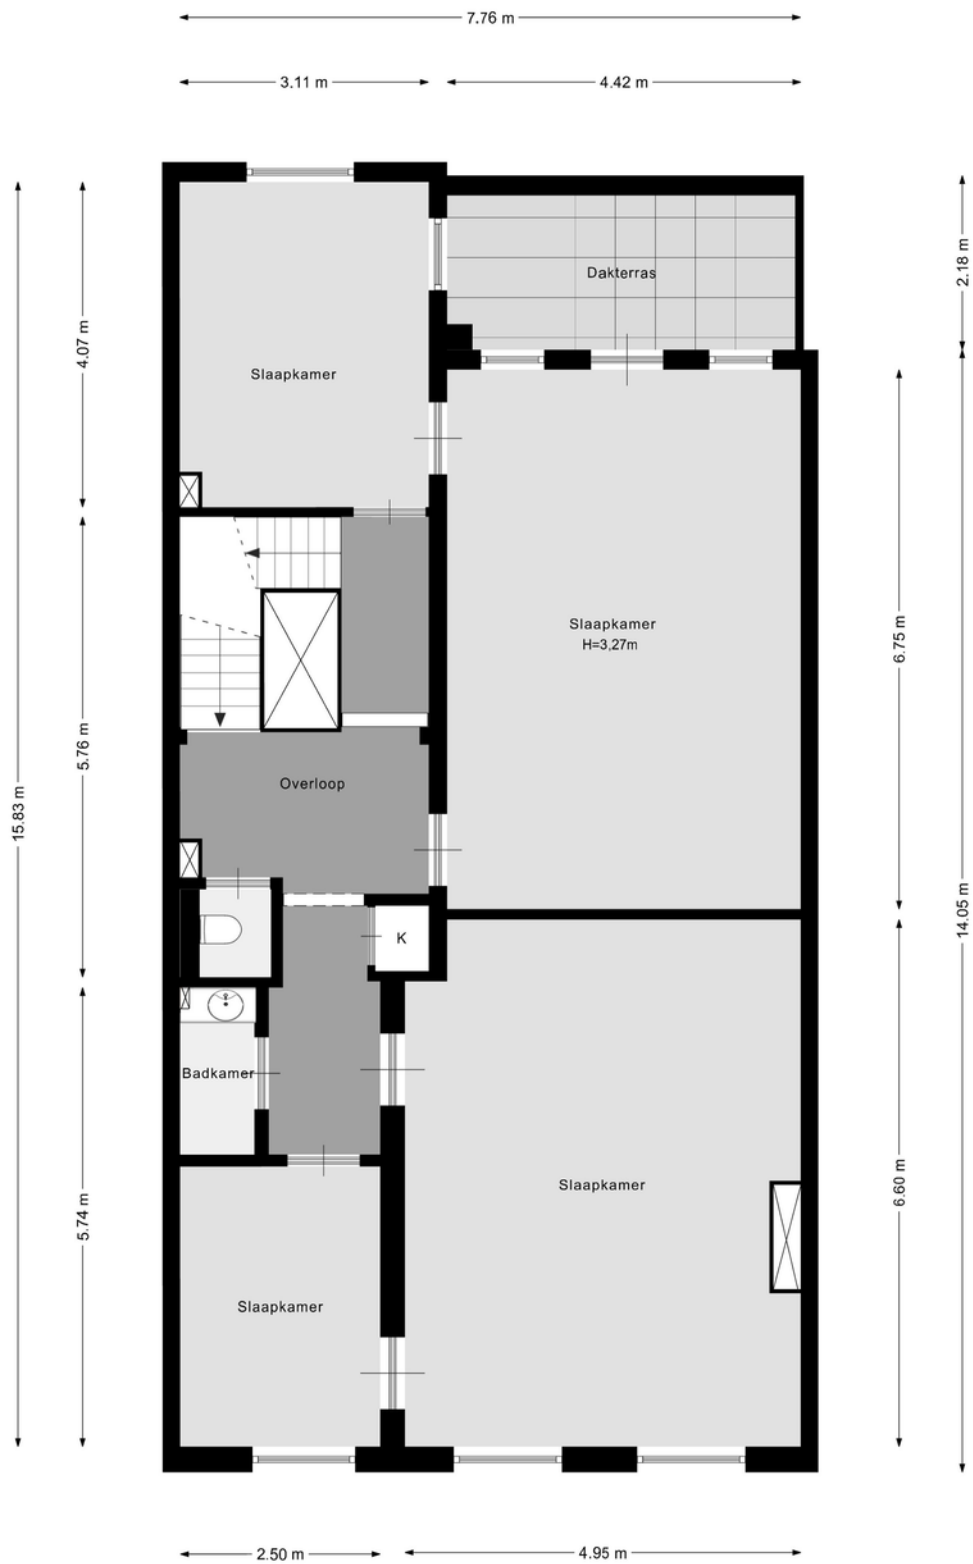 7.76 m
3.11 m
4.42 m
2.18 m
Dakterras
4.07 m
Slaapkamer
Slaapkamer
H=3,27m
6.75 m
5.76 m
Overloop
15.83 m
14.05 m
K
Badkamer
6.60 m
Slaapkamer
5.74 m
Slaapkamer
2.50 m
4.95 m